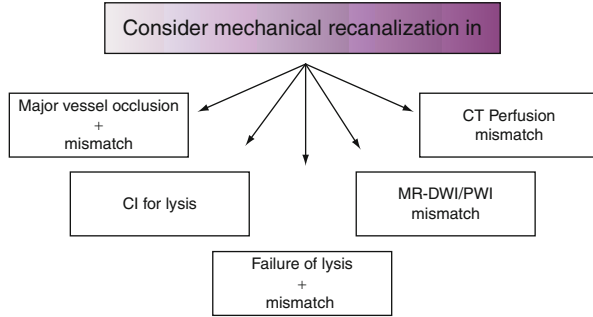 Consider mechanical recanalization in
Major vessel occlusion
+
mismatch
CT Perfusion
mismatch
CI for lysis
MR-DWI/PWI
mismatch
Failure of lysis
+
mismatch